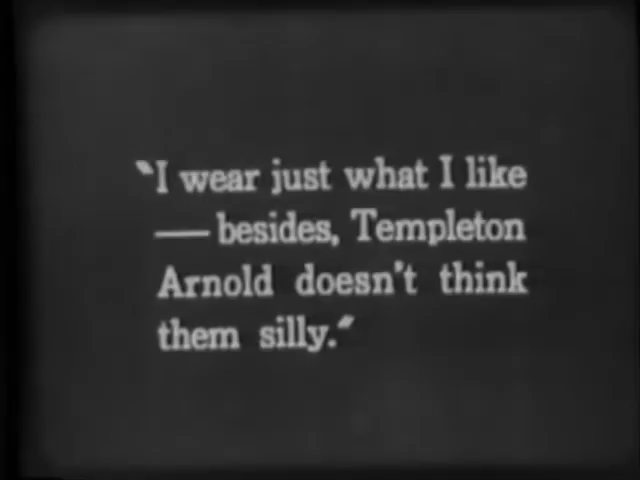 "I wear just what I like
— besides, Templeton
Arnold doesn't think
them silly."